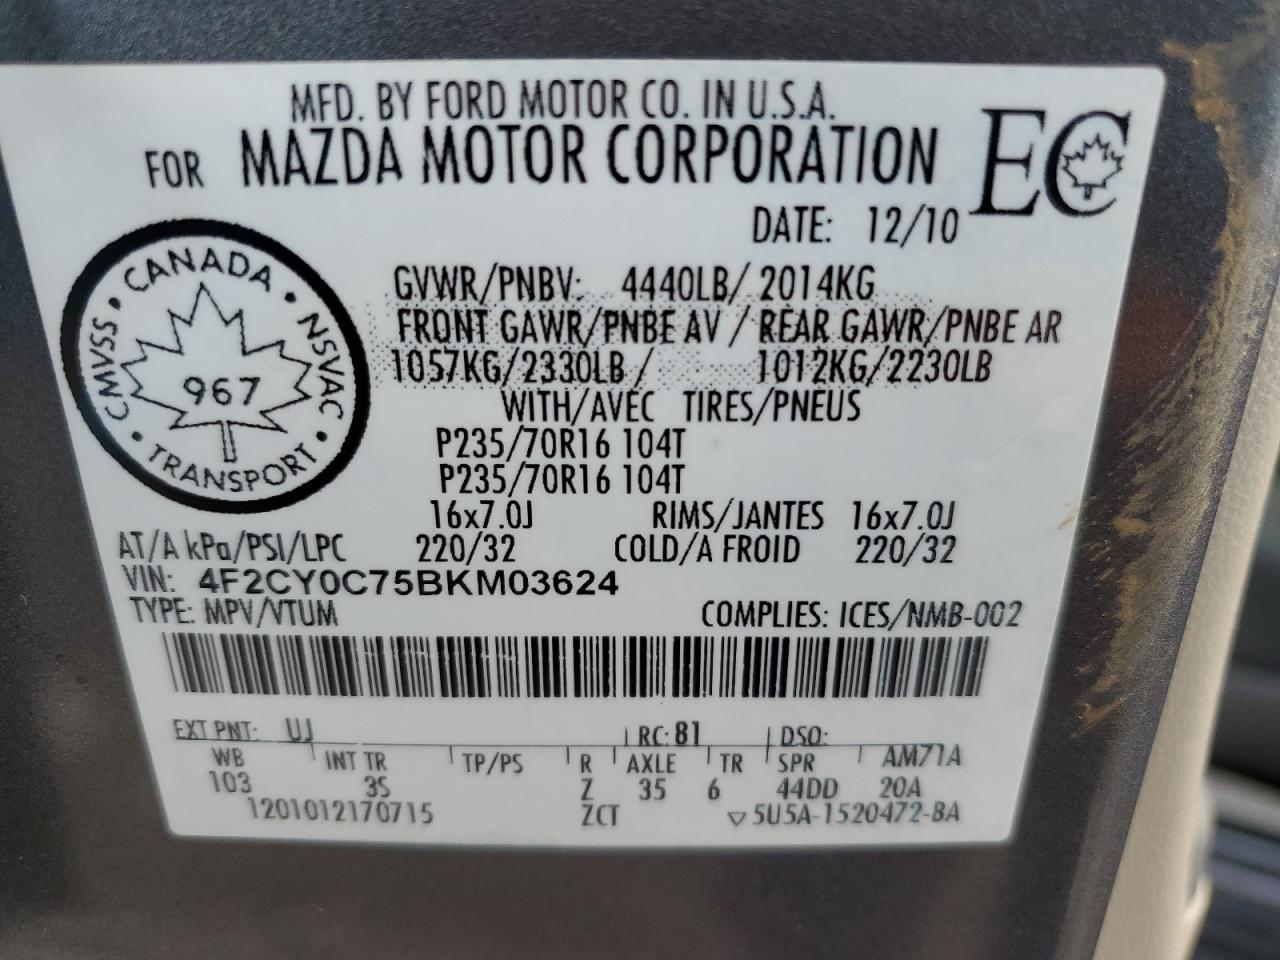 MFD. BY FORD MOTOR CO. IN U.S.A.
FOR MAZDA MOTOR CORPORATION
EC
DATE: 12/10
CANADA • NSVAC • TRANSPORT • CMVSS •
967
GVWR/PNBV: 4440LB/ 2014KG
FRONT GAWR/PNBE AV / REAR GAWR/PNBE AR
1057KG/2330LB / 1012KG/2230LB
WITH/AVEC TIRES/PNEUS
P235/70R16 104T
P235/70R16 104T
16x7.0J RIMS/JANTES 16x7.0J
AT/A kPa/PSI/LPC 220/32 COLD/A FROID 220/32
VIN: 4F2CY0C75BKM03624
TYPE: MPV/VTUM COMPLIES: ICES/NMB-002
EXT PNT: UJ RC: 81 DSO:
WB INT TR TP/PS R AXLE TR SPR AM71A
103 3S Z 35 6 44DD 20A
1201012170715 ZCT ▽5U5A-1520472-BA